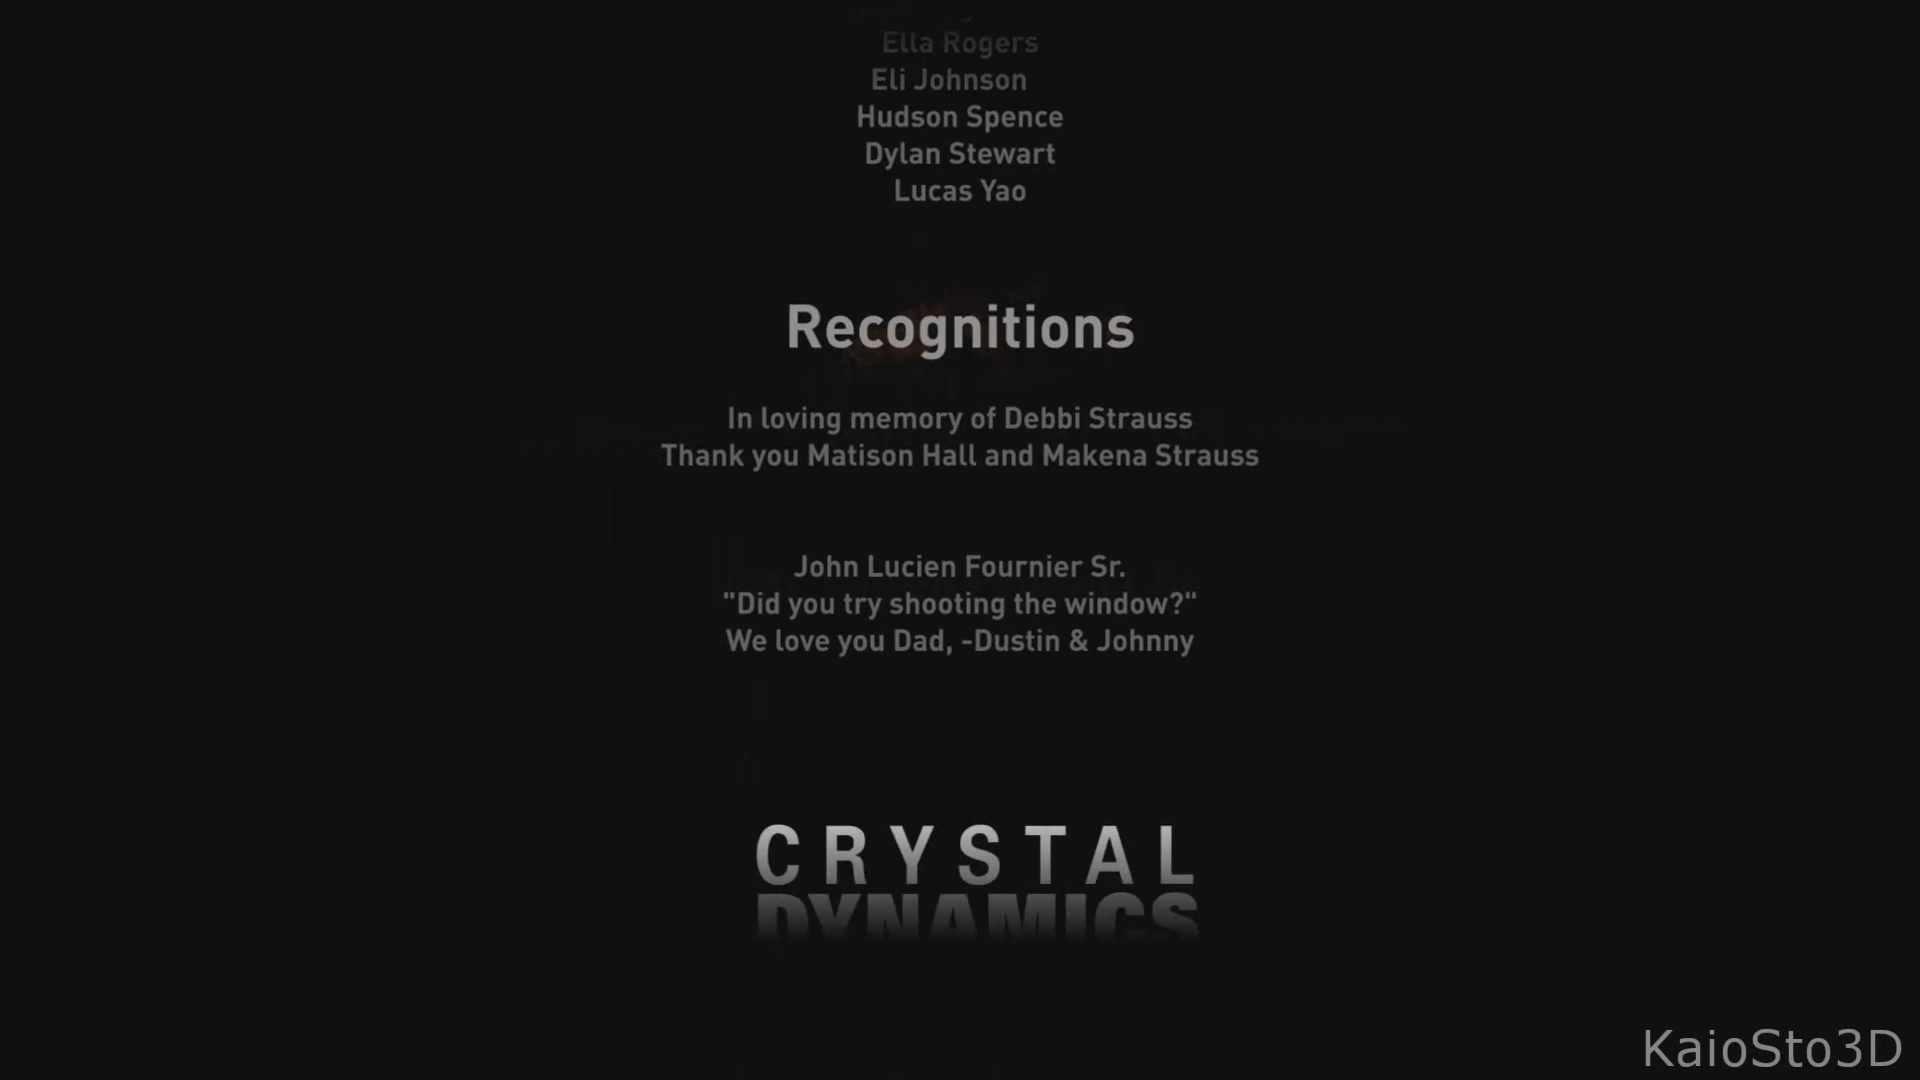 Ella Rogers
Eli Johnson
Hudson Spence
Dylan Stewart
Lucas Yao
Recognitions
In loving memory of Debbi Strauss
Thank you Matison Hall and Makena Strauss
John Lucien Fournier Sr.
"Did you try shooting the window?"
We love you Dad, -Dustin & Johnny
CRYSTAL
DYNAMICS
KaioSto3D